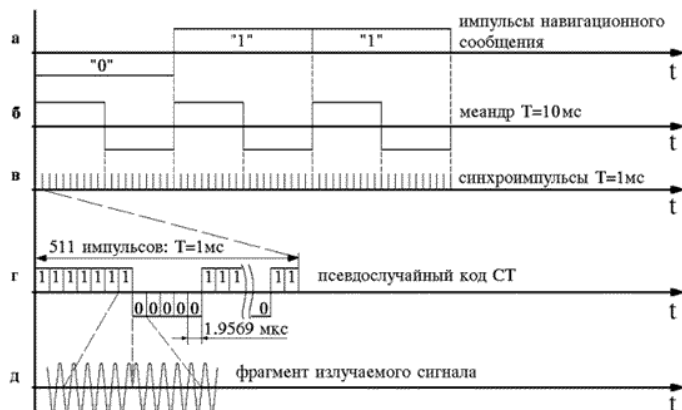 импульсы навигационного
а
"1" "1"
сообщения
"0"
t
б
меандр T=10мс
t
в
синхроимпульсы T=1мс
t
511 импульсов: T=1мс
г
1 1 1 1 1 1 1 1 1 1 1 1
псевдослучайный код СТ
0 0 0 0 0 0
t
1.9569 мкс
д
фрагмент излучаемого сигнала
t